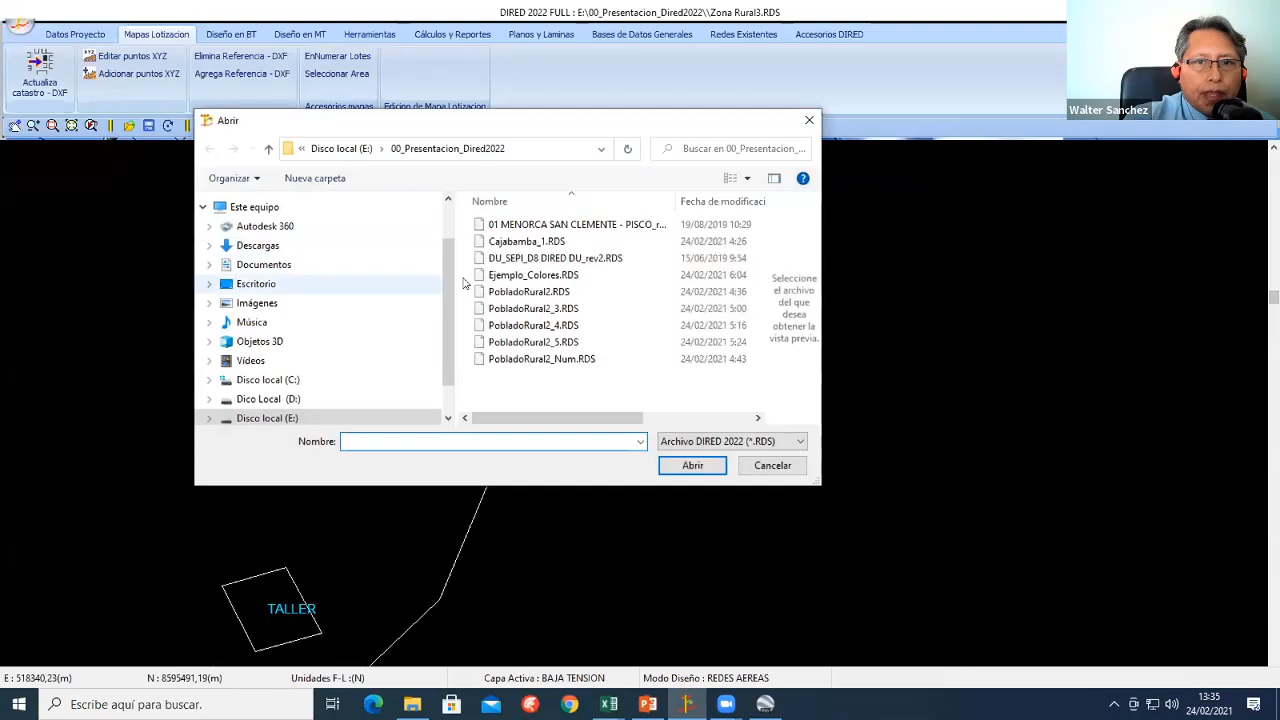 DIRED 2022 FULL : E:\00_Presentacion_Dired2022\\Zona Rural3.RDS
Datos Proyecto Mapas Lotizacion Diseño en BT Diseño en MT Herramientas Cálculos y Reportes Planos y Laminas Bases de Datos Generales Redes Existentes Accesorios DIRED
Actualiza catastro - DXF
Editar puntos XYZ
Adicionar puntos XYZ
Elimina Referencia - DXF
Agrega Referencia - DXF
EnNumerar Lotes
Seleccionar Area
Accesorios mapas
Edicion de Mapa Lotizacion
Walter Sanchez
Abrir
« Disco local (E:) > 00_Presentacion_Dired2022
Buscar en 00_Presentacion_...
Organizar
Nueva carpeta
Este equipo
Autodesk 360
Descargas
Documentos
Escritorio
Imágenes
Música
Objetos 3D
Vídeos
Disco local (C:)
Dico Local (D:)
Disco local (E:)
Nombre Fecha de modificaci
01 MENORCA SAN CLEMENTE - PISCO_r... 19/08/2019 10:29
Cajabamba_1.RDS 24/02/2021 4:26
DU_SEPI_D8 DIRED DU_rev2.RDS 15/06/2019 9:54
Ejemplo_Colores.RDS 24/02/2021 6:04
PobladoRural2.RDS 24/02/2021 4:36
PobladoRural2_3.RDS 24/02/2021 5:00
PobladoRural2_4.RDS 24/02/2021 5:16
PobladoRural2_5.RDS 24/02/2021 5:24
PobladoRural2_Num.RDS 24/02/2021 4:43
Seleccione
el archivo
del que
desea
obtener la
vista previa.
Nombre:
Archivo DIRED 2022 (*.RDS)
Abrir
Cancelar
TALLER
E : 518340,23(m) N : 8595491,19(m) Unidades F-L :(N) Capa Activa : BAJA TENSION Modo Diseño : REDES AEREAS
Escribe aquí para buscar.
13:35
24/02/2021